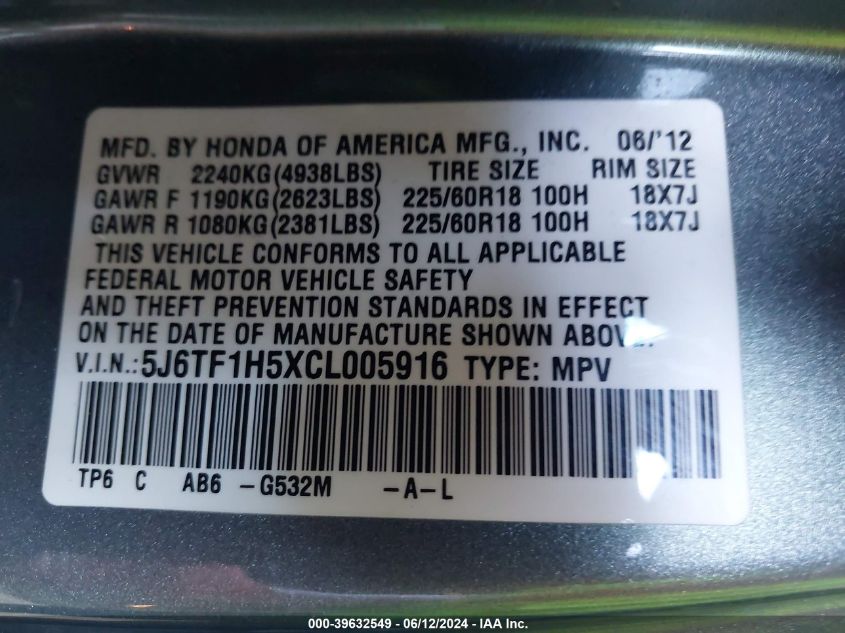 MFD. BY HONDA OF AMERICA MFG., INC. 06/'12
GVWR 2240KG(4938LBS) TIRE SIZE RIM SIZE
GAWR F 1190KG(2623LBS) 225/60R18 100H 18X7J
GAWR R 1080KG(2381LBS) 225/60R18 100H 18X7J
THIS VEHICLE CONFORMS TO ALL APPLICABLE
FEDERAL MOTOR VEHICLE SAFETY
AND THEFT PREVENTION STANDARDS IN EFFECT
ON THE DATE OF MANUFACTURE SHOWN ABOVE.
V.I.N.:5J6TF1H5XCL005916 TYPE: MPV
TP6 C AB6 -G532M -A-L
000-39632549 - 06/12/2024 - IAA Inc.